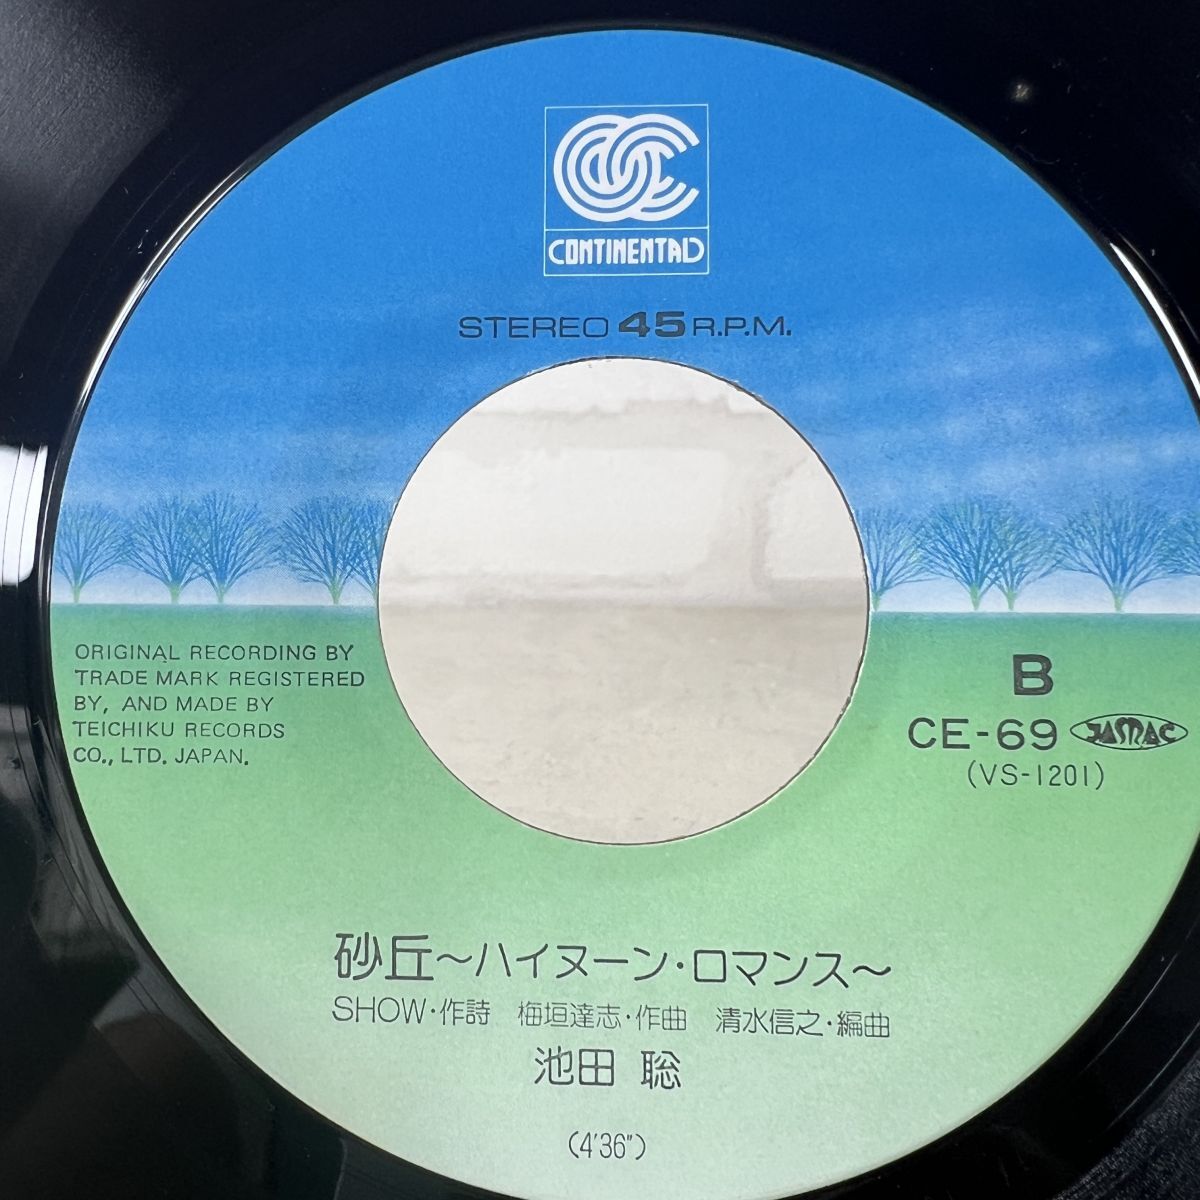 CONTINENTAL
STEREO 45 R.P.M.
ORIGINAL RECORDING BY
TRADE MARK REGISTERED
BY, AND MADE BY
TEICHIKU RECORDS
CO., LTD. JAPAN.
B
CE-69 JASRAC
(VS-1201)
砂丘～ハイヌーン・ロマンス～
SHOW・作詩 梅垣達志・作曲 清水信之・編曲
池田 聡
(4'36")